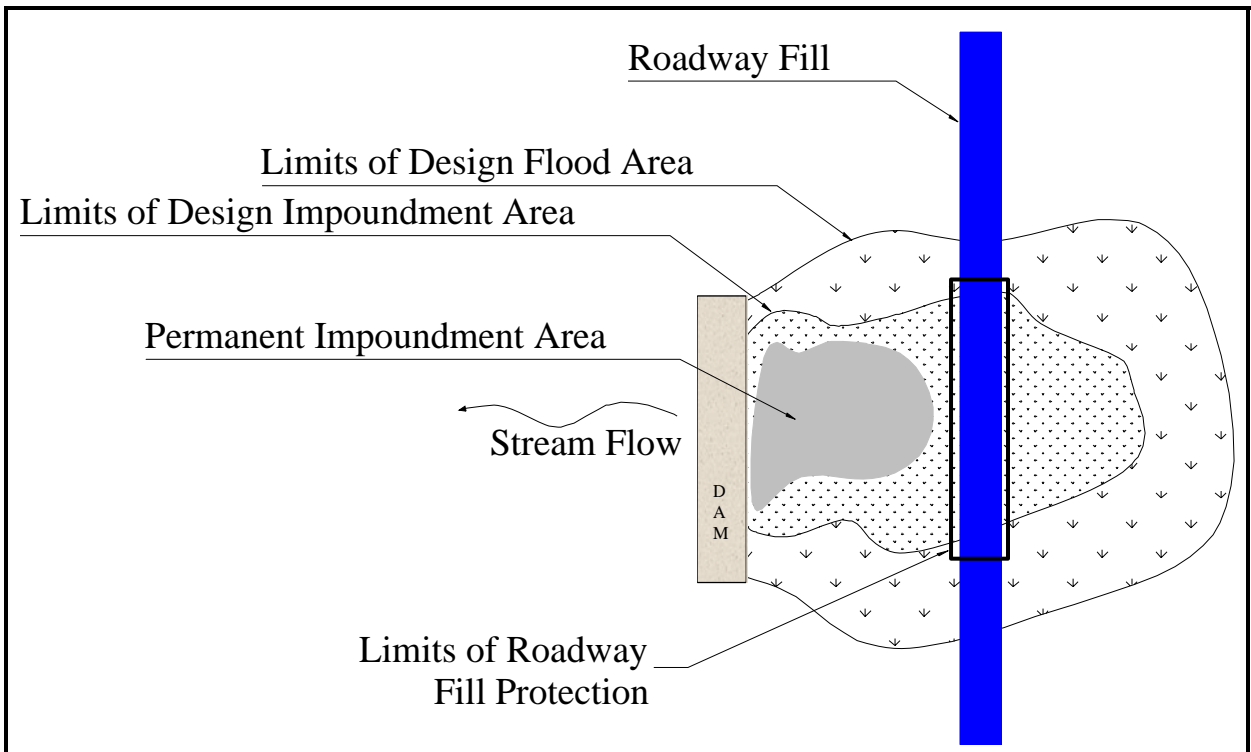 Roadway Fill
Limits of Design Flood Area
Limits of Design Impoundment Area
Permanent Impoundment Area
Stream Flow
D
A
M
Limits of Roadway
Fill Protection